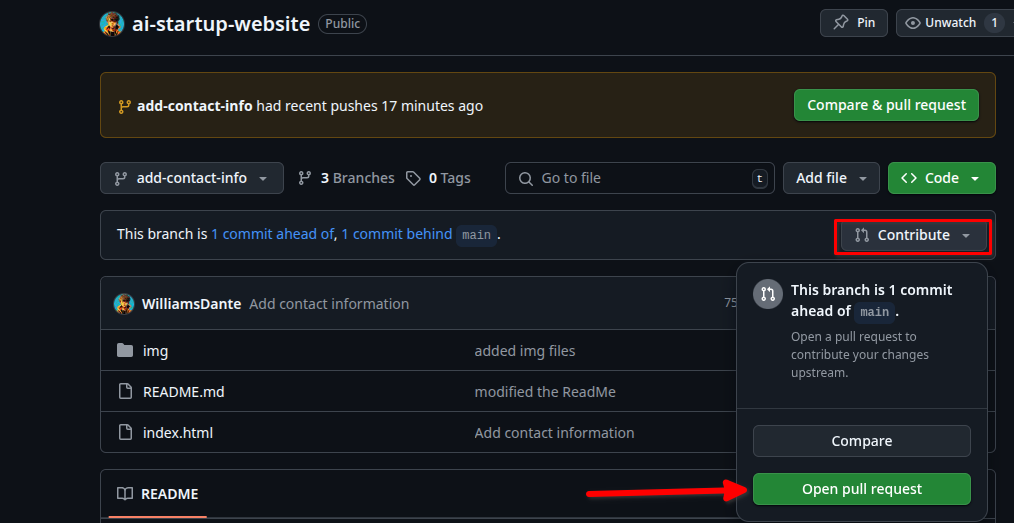 ai-startup-website Public Pin Unwatch 1
add-contact-info had recent pushes 17 minutes ago Compare & pull request
add-contact-info 3 Branches 0 Tags Go to file t Add file Code
This branch is 1 commit ahead of, 1 commit behind main. Contribute
WilliamsDante Add contact information 75
img added img files
README.md modified the ReadMe
index.html Add contact information
README
This branch is 1 commit
ahead of main.
Open a pull request to
contribute your changes
upstream.
Compare
Open pull request